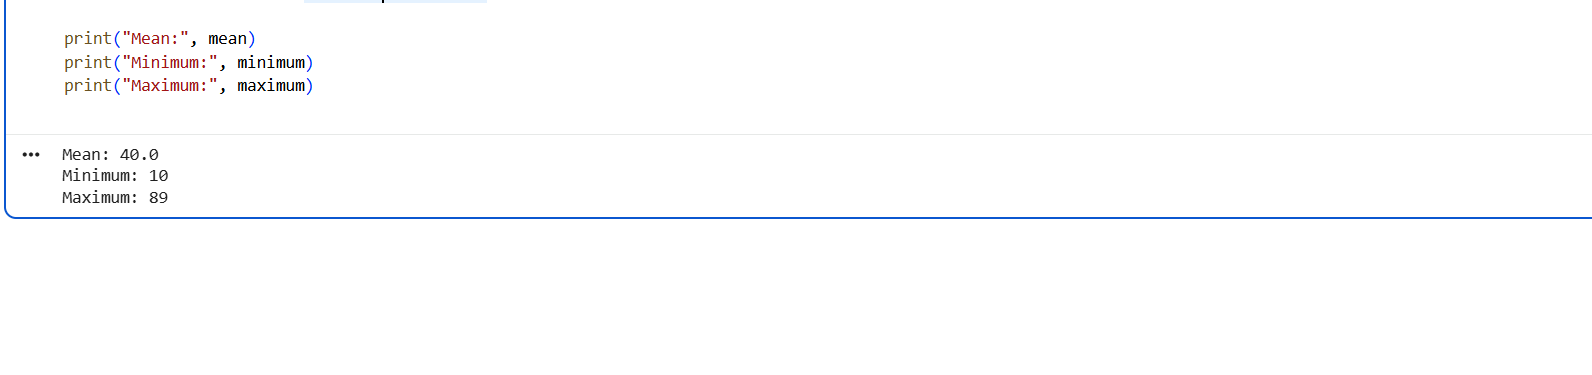 print("Mean:", mean)
print("Minimum:", minimum)
print("Maximum:", maximum)
Mean: 40.0
Minimum: 10
Maximum: 89